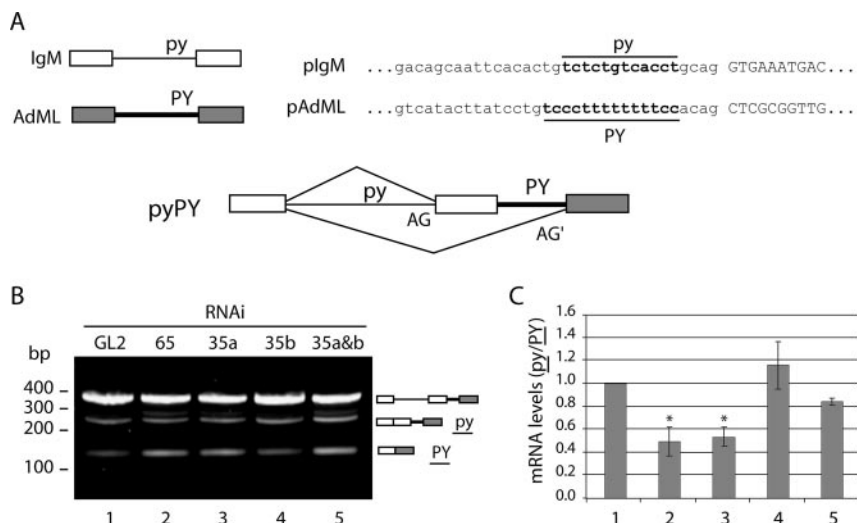 A
IgM
py
AdML
PY
py
pIgM ...gacagcaattcacactgtctctgtcacctgcag GTGAAATGAC...
pAdML ...gtcatacttatcctgtcccttttttttccacag CTCGCGGTTG...
PY
pyPY
py
AG
PY
AG'
B
RNAi
bp GL2 65 35a 35b 35a&b
400
300
200
py
PY
100
1 2 3 4 5
C
mRNA levels (py/PY)
1.6
1.4
1.2
1.0
0.8
0.6
0.4
0.2
0.0
* *
1 2 3 4 5